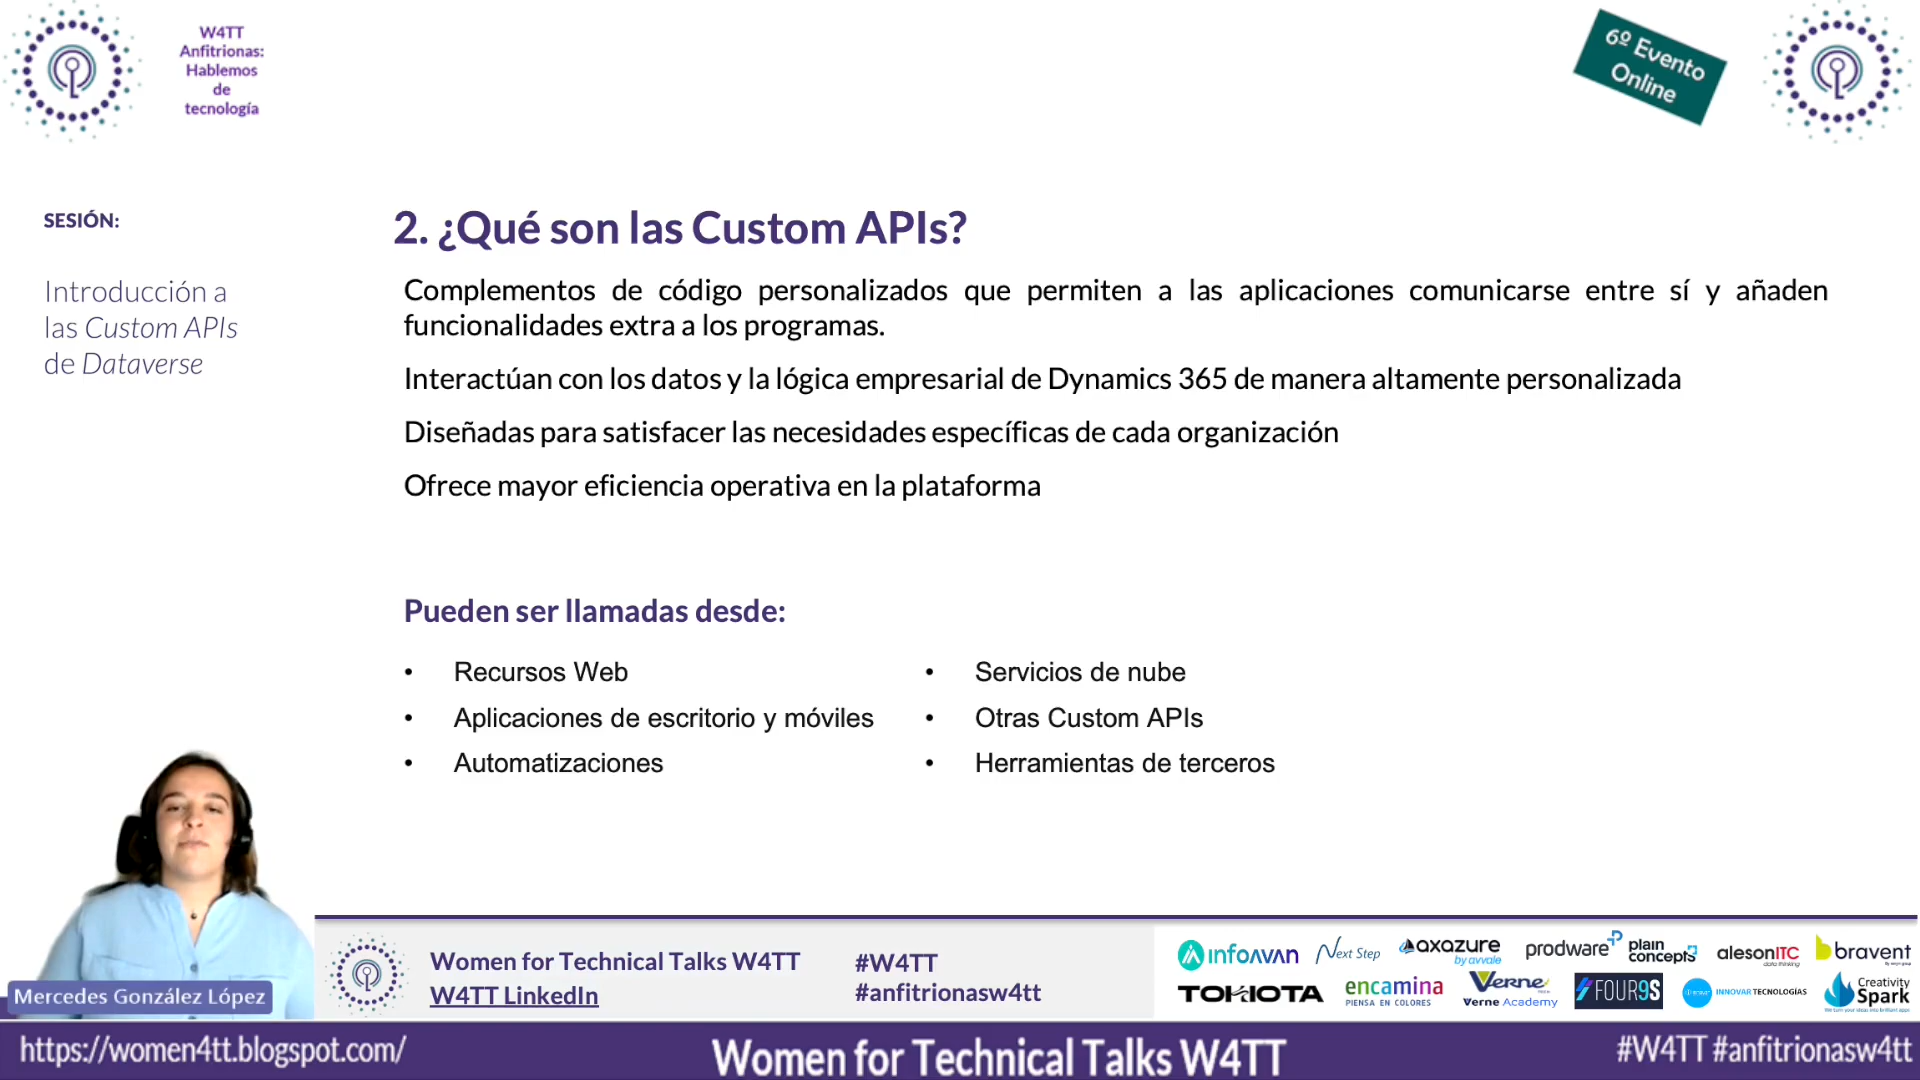 W4TT
Anfitrionas:
Hablemos
de
tecnología
6º Evento
Online
SESIÓN:
Introducción a
las Custom APIs
de Dataverse
2. ¿Qué son las Custom APIs?
Complementos de código personalizados que permiten a las aplicaciones comunicarse entre sí y añaden
funcionalidades extra a los programas.
Interactúan con los datos y la lógica empresarial de Dynamics 365 de manera altamente personalizada
Diseñadas para satisfacer las necesidades específicas de cada organización
Ofrece mayor eficiencia operativa en la plataforma
Pueden ser llamadas desde:
• Recursos Web
• Aplicaciones de escritorio y móviles
• Automatizaciones
• Servicios de nube
• Otras Custom APIs
• Herramientas de terceros
Mercedes González López
Women for Technical Talks W4TT
W4TT LinkedIn
#W4TT
#anfitrionasw4tt
infoavan
Next Step
axazure
by avvale
prodware
plain
concepts
alesonITC
data thinking
bravent
TOKIOTA
encamina
PIENSA EN COLORES
Verne
Verne Academy
FOUR9S
INNOVAR TECNOLOGÍAS
Creativity
Spark
https://women4tt.blogspot.com/
Women for Technical Talks W4TT
#W4TT #anfitrionasw4tt